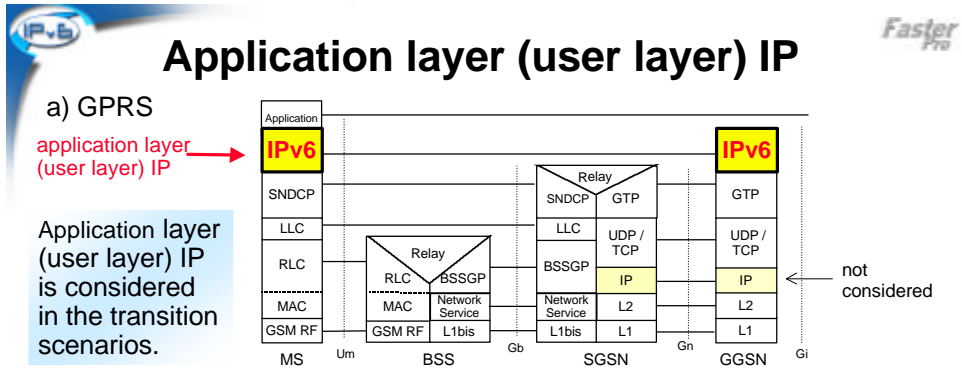 IPv6
Application layer (user layer) IP
Faster
Pro
a) GPRS
application layer
(user layer) IP
Application layer
(user layer) IP
is considered
in the transition
scenarios.
Application
IPv6
SNDCP
LLC
RLC
MAC
GSM RF
MS
Um
Relay
RLC
BSSGP
MAC
Network
Service
GSM RF
L1bis
BSS
Gb
Relay
SNDCP
GTP
LLC
UDP /
TCP
BSSGP
IP
Network
Service
L2
L1bis
L1
SGSN
Gn
IPv6
GTP
UDP /
TCP
IP
L2
L1
GGSN
Gi
not
considered